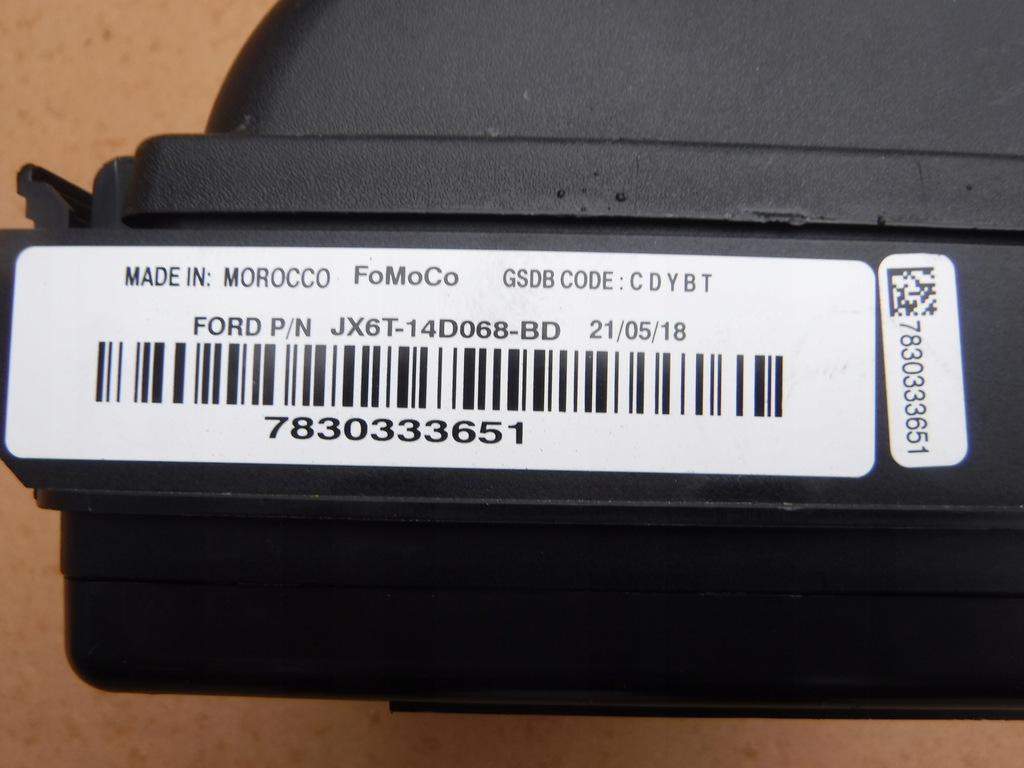 MADE IN: MOROCCO FoMoCo GSDB CODE : C D Y B T
FORD P/N JX6T-14D068-BD 21/05/18
7830333651
7830333651